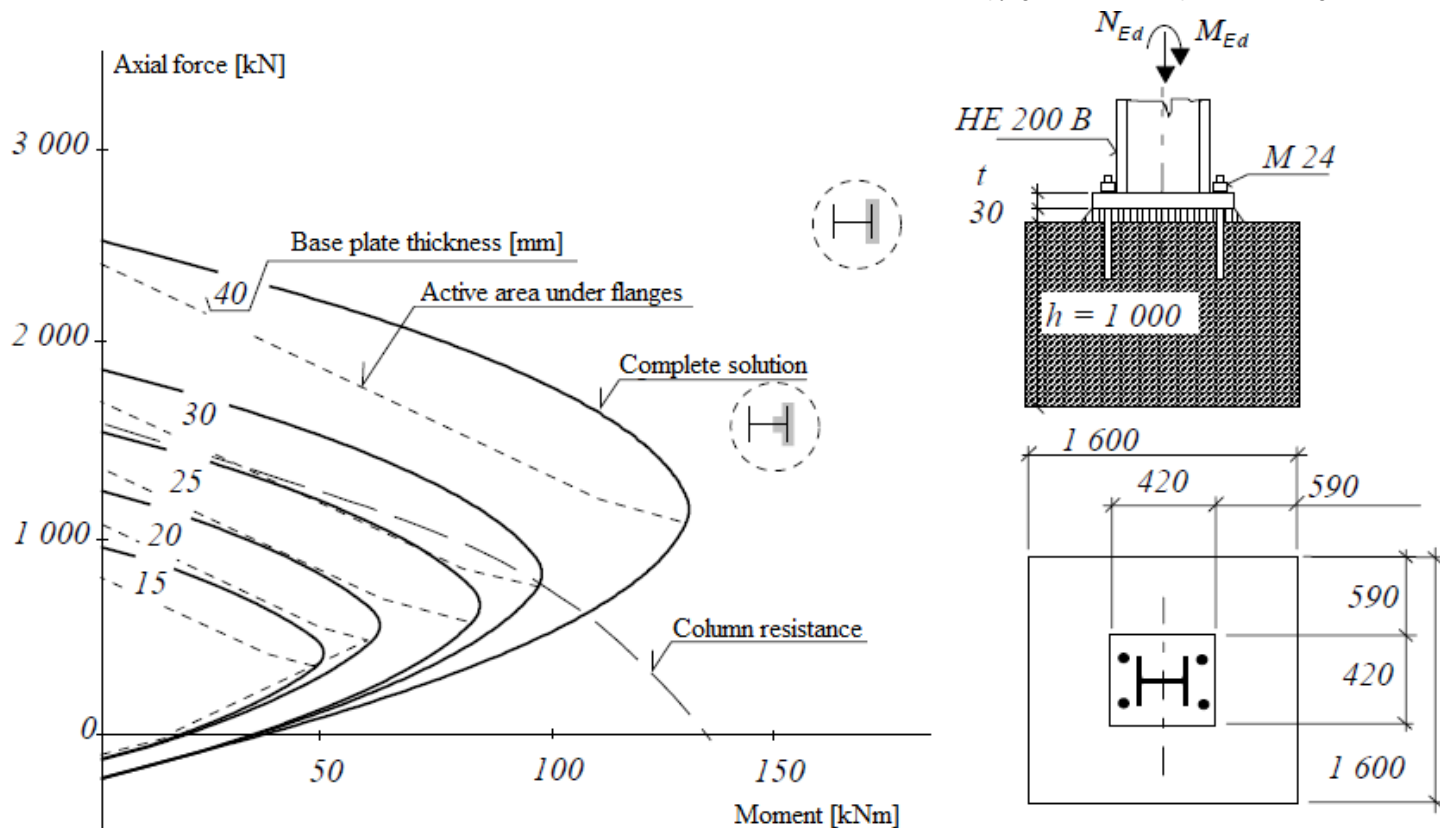 Axial force [kN]
3 000
2 000
1 000
0
Base plate thickness [mm]
Active area under flanges
Complete solution
Column resistance
40
30
25
20
15
50
100
150
Moment [kNm]
N Ed
M Ed
HE 200 B
M 24
t
30
h = 1 000
1 600
420
590
590
420
1 600